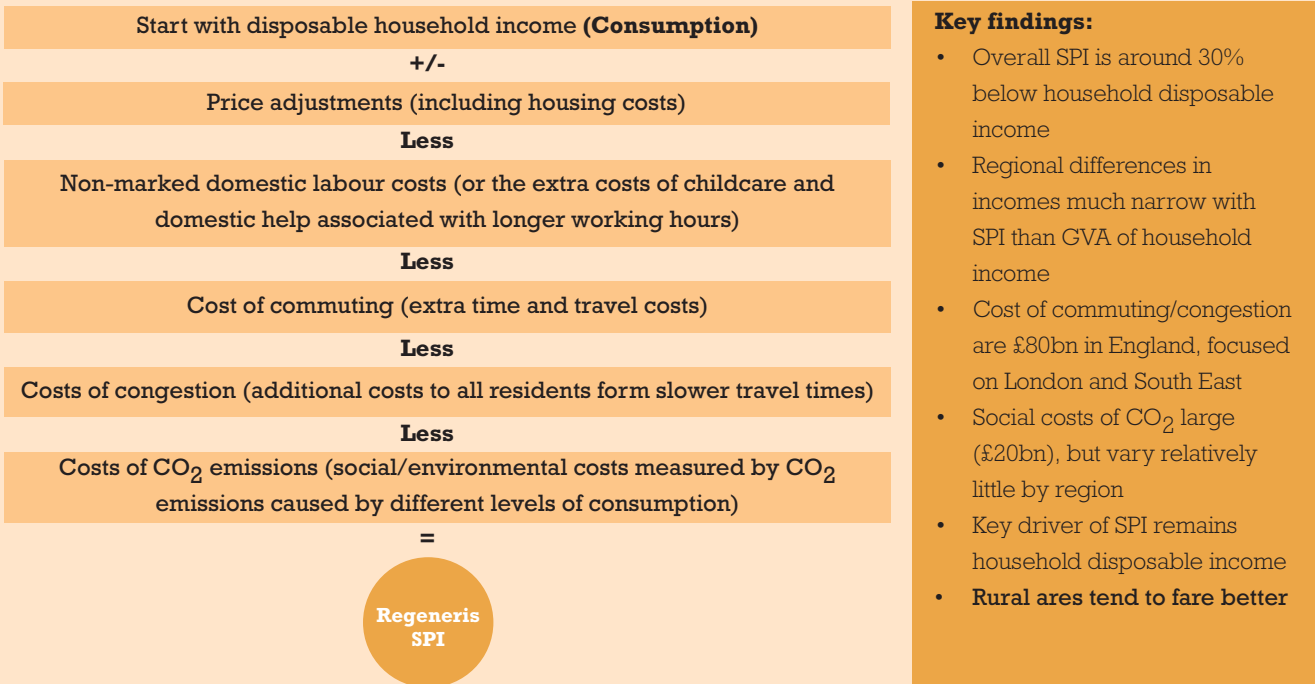 Start with disposable household income (Consumption)
+/-
Price adjustments (including housing costs)
Less
Non-marked domestic labour costs (or the extra costs of childcare and
domestic help associated with longer working hours)
Less
Cost of commuting (extra time and travel costs)
Less
Costs of congestion (additional costs to all residents form slower travel times)
Less
Costs of CO2 emissions (social/environmental costs measured by CO2
emissions caused by different levels of consumption)
=
Regeneris
SPI
Key findings:
• Overall SPI is around 30%
below household disposable
income
• Regional differences in
incomes much narrow with
SPI than GVA of household
income
• Cost of commuting/congestion
are £80bn in England, focused
on London and South East
• Social costs of CO2 large
(£20bn), but vary relatively
little by region
• Key driver of SPI remains
household disposable income
• Rural ares tend to fare better